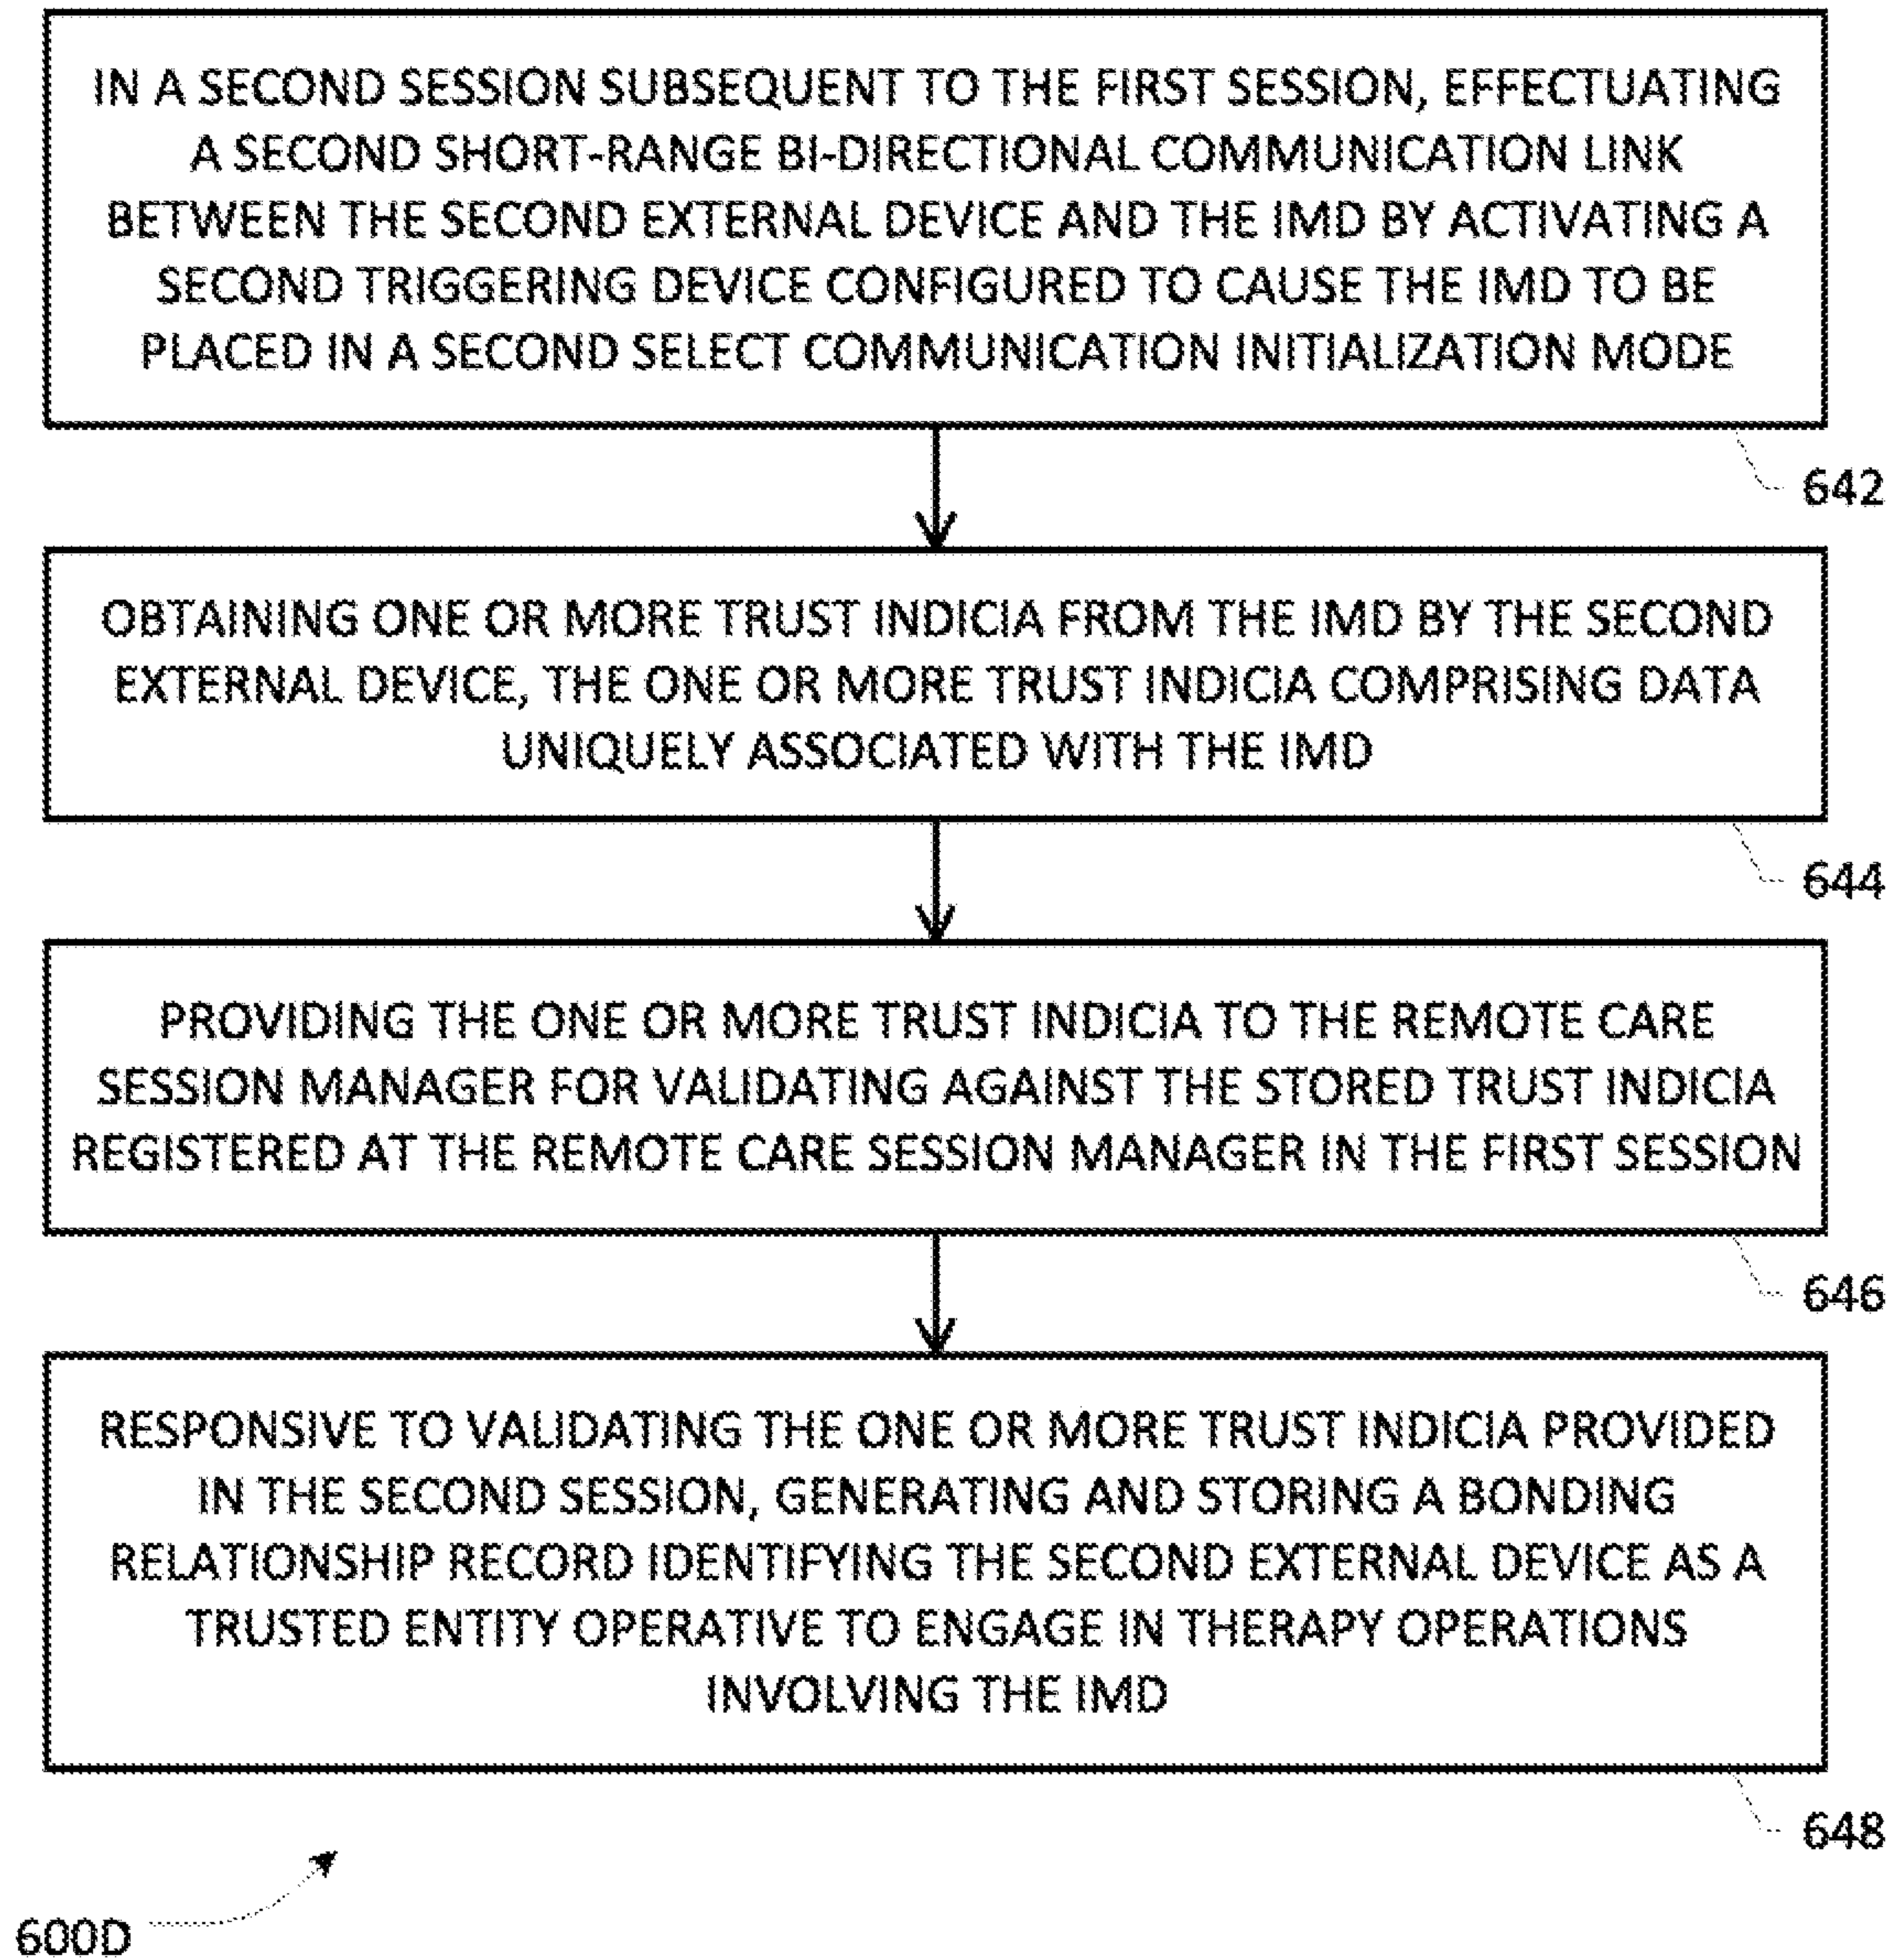 IN A SECOND SESSION SUBSEQUENT TO THE FIRST SESSION, EFFECTUATING
A SECOND SHORT-RANGE BI-DIRECTIONAL COMMUNICATION LINK
BETWEEN THE SECOND EXTERNAL DEVICE AND THE IMD BY ACTIVATING A
SECOND TRIGGERING DEVICE CONFIGURED TO CAUSE THE IMD TO BE
PLACED IN A SECOND SELECT COMMUNICATION INITIALIZATION MODE
642
OBTAINING ONE OR MORE TRUST INDICIA FROM THE IMD BY THE SECOND
EXTERNAL DEVICE, THE ONE OR MORE TRUST INDICIA COMPRISING DATA
UNIQUELY ASSOCIATED WITH THE IMD
644
PROVIDING THE ONE OR MORE TRUST INDICIA TO THE REMOTE CARE
SESSION MANAGER FOR VALIDATING AGAINST THE STORED TRUST INDICIA
REGISTERED AT THE REMOTE CARE SESSION MANAGER IN THE FIRST SESSION
646
RESPONSIVE TO VALIDATING THE ONE OR MORE TRUST INDICIA PROVIDED
IN THE SECOND SESSION, GENERATING AND STORING A BONDING
RELATIONSHIP RECORD IDENTIFYING THE SECOND EXTERNAL DEVICE AS A
TRUSTED ENTITY OPERATIVE TO ENGAGE IN THERAPY OPERATIONS
INVOLVING THE IMD
648
600D